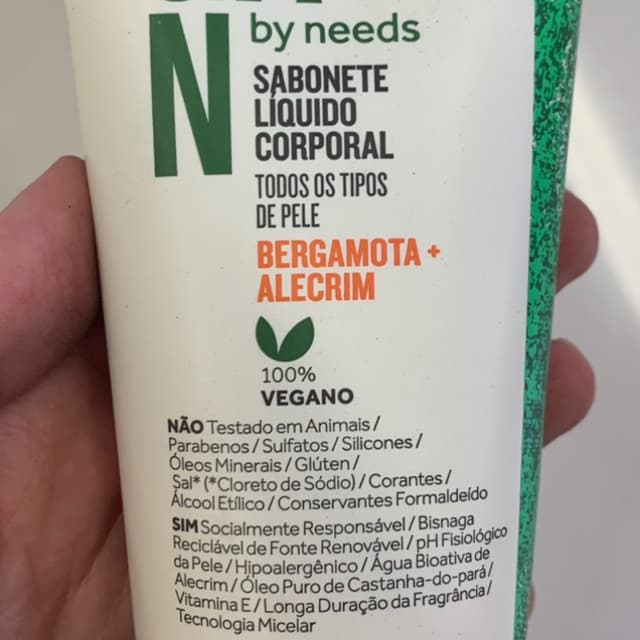 N by needs
SABONETE
LÍQUIDO
CORPORAL
TODOS OS TIPOS
DE PELE
BERGAMOTA +
ALECRIM
100%
VEGANO
NÃO Testado em Animais /
Parabenos / Sulfatos / Silicones /
Óleos Minerais / Glúten /
Sal* (*Cloreto de Sódio) / Corantes /
Álcool Etílico / Conservantes Formaldeído
SIM Socialmente Responsável / Bisnaga
Reciclável de Fonte Renovável / pH Fisiológico
da Pele / Hipoalergênico / Água Bioativa de
Alecrim / Óleo Puro de Castanha-do-pará /
Vitamina E / Longa Duração da Fragrância /
Tecnologia Micelar